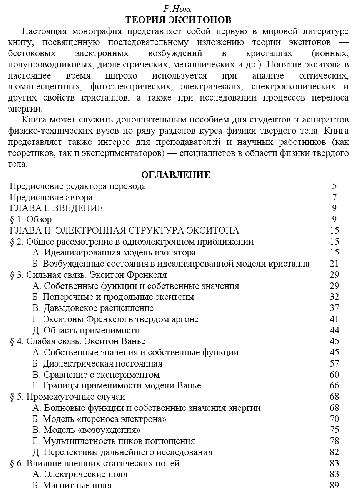 Р.Нокс
ТЕОРИЯ ЭКСИТОНОВ
Настоящая монография представляет собой первую в мировой литературе
книгу, посвященную последовательному изложению теории экситонов —
бестоковых электронных возбуждений в кристаллах (ионных,
полупроводниковых, диэлектрических, металлических и др.). Понятие экситона в
настоящее время широко используется при анализе оптических,
люминесцентных, фотоэлектрических, электрических, спектроскопических и
других свойств кристаллов, а также при исследовании процессов переноса
энергии.
Книга может служить дополнительным пособием для студентов и аспирантов
физико-технических вузов по ряду разделов курса физики твердого тела. Книга
представляет также интерес для преподавателей и научных работников (как
теоретиков, так и экспериментаторов) — специалистов в области физики твердого
тела.
ОГЛАВЛЕНИЕ
Предисловие редактора перевода 5
Предисловие автора 7
ГЛАВА I. ВВЕДЕНИЕ 9
§ 1. Обзор 9
ГЛАВА II. ЭЛЕКТРОННАЯ СТРУКТУРА ЭКСИТОНА 15
§ 2. Общее рассмотрение в одноэлектронном приближении 15
А. Идеализированная модель изолятора 15
Б. Возбужденные состояния в идеализированной модели кристалла 21
§ 3. Сильная связь. Экситон Френкеля 29
А. Собственные функции и собственные значения 29
Б. Поперечные и продольные экситоны 32
В. Давыдовское расщепление 37
Г. Экситоны Френкеля в твердом аргоне 41
Д. Область применимости 44
§ 4. Слабая связь. Экситон Ванье 45
А. Собственные значения и собственные функции 45
Б. Диэлектрическая постоянная 57
В. Сравнение с экспериментом 60
Г. Границы применимости модели Ванье 66
§ 5. Промежуточные случаи 68
А. Волновые функции и собственные значения энергии 68
Б. Модель «переноса электрона» 70
В. Модель «возбуждения» 75
Г. Мультиплетность пиков поглощения 78
Д. Перспективы дальнейшего исследования 82
§ 6. Влияние внешних статических полей 83
А. Электрические поля 83
Б. Магнитные поля 89